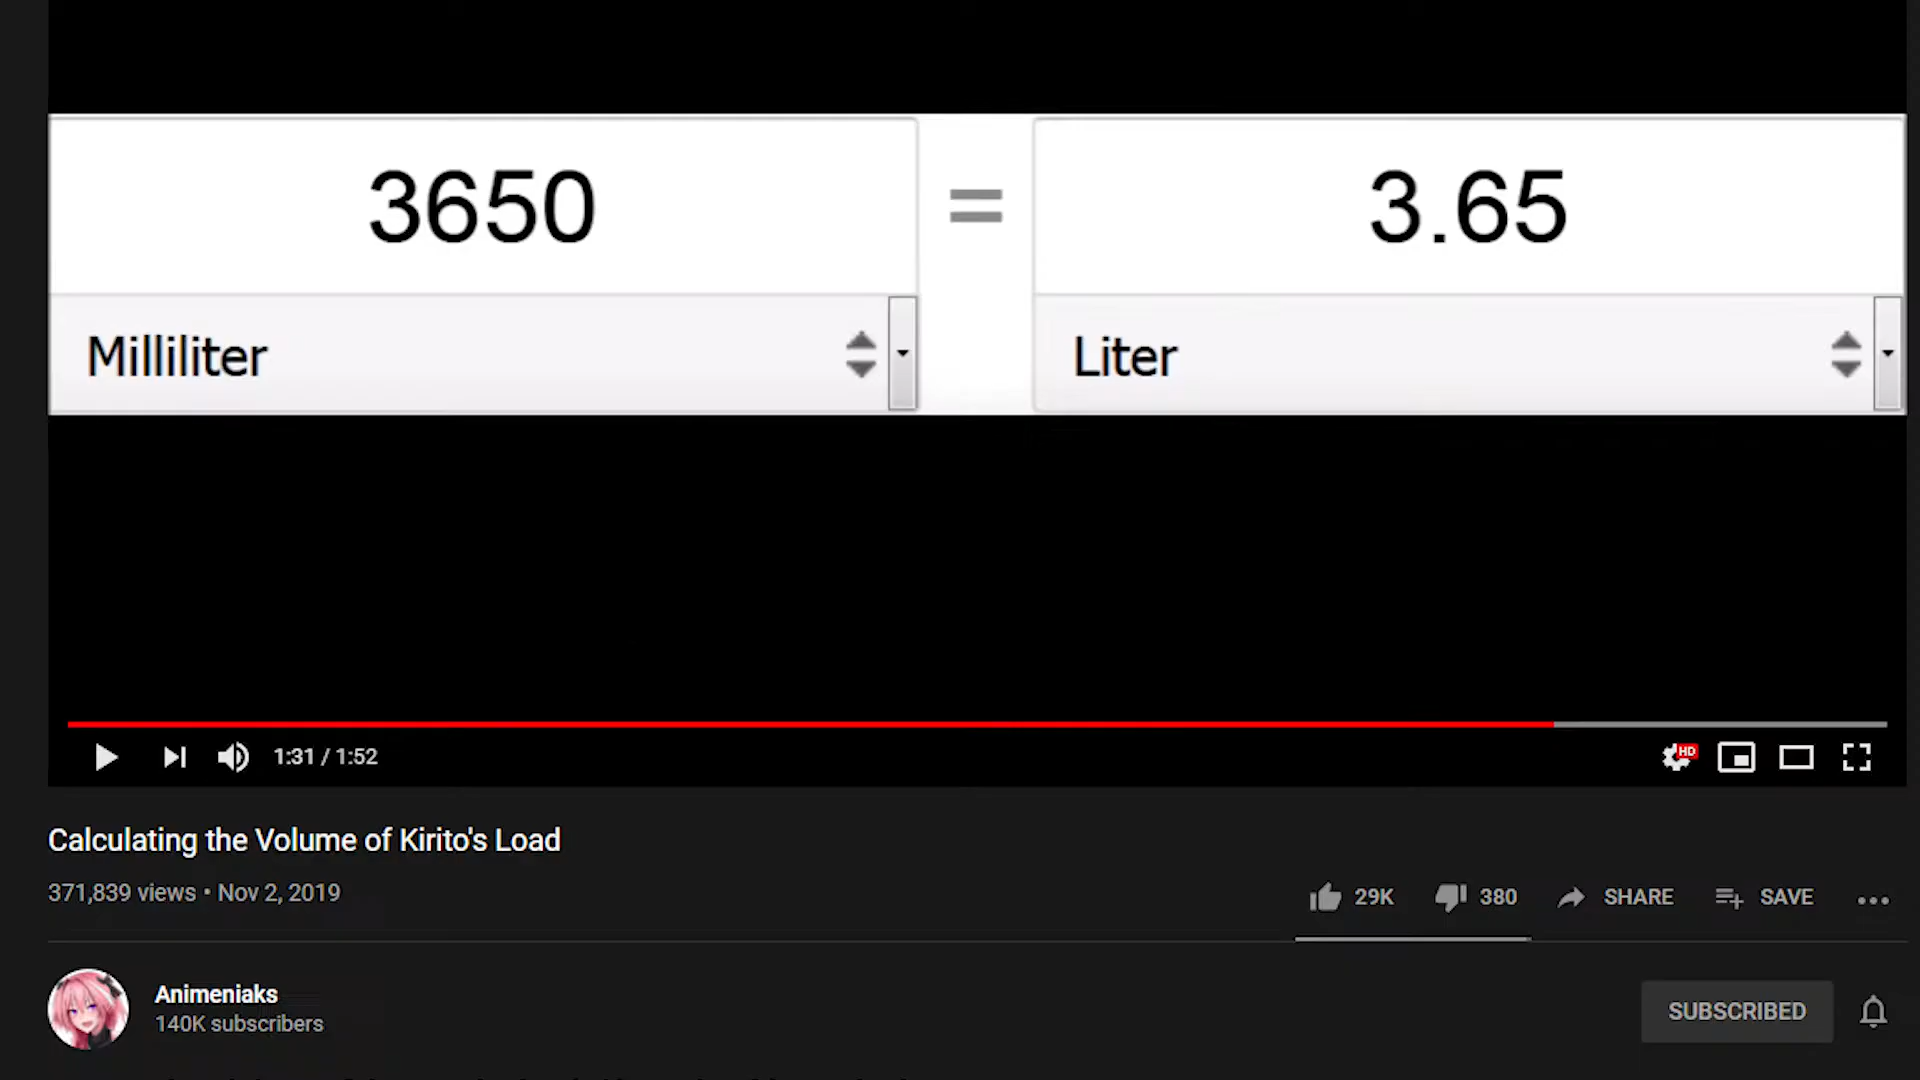 3650 = 3.65
Milliliter Liter
1:31 / 1:52 HD
Calculating the Volume of Kirito's Load
371,839 views • Nov 2, 2019
29K 380 SHARE SAVE
Animeniaks
140K subscribers
SUBSCRIBED